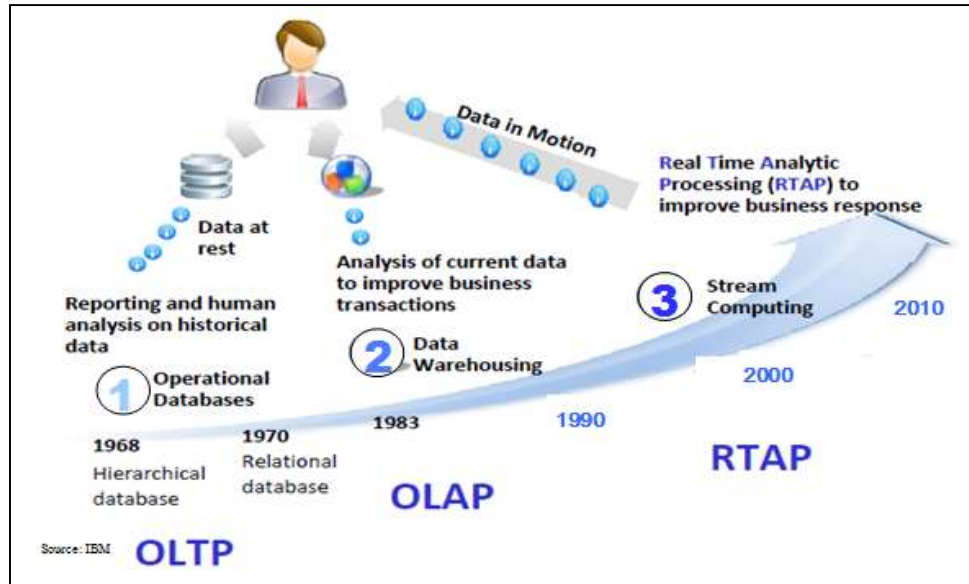 Data in Motion
Real Time Analytic
Processing (RTAP) to
improve business response
Data at
rest
Analysis of current data
to improve business
transactions
Reporting and human
analysis on historical
data
3
Stream
Computing
2010
2
Data
Warehousing
2000
1
Operational
Databases
1990
1983
1970
Relational
database
1968
Hierarchical
database
RTAP
OLAP
Source: IBM
OLTP